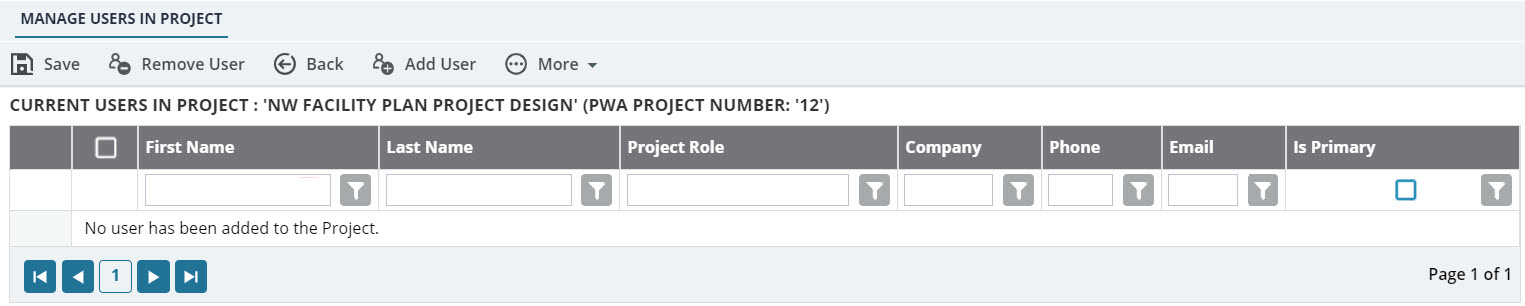 MANAGE USERS IN PROJECT
Save Remove User Back Add User More
CURRENT USERS IN PROJECT : 'NW FACILITY PLAN PROJECT DESIGN' (PWA PROJECT NUMBER: '12')
First Name Last Name Project Role Company Phone Email Is Primary
No user has been added to the Project.
1 Page 1 of 1